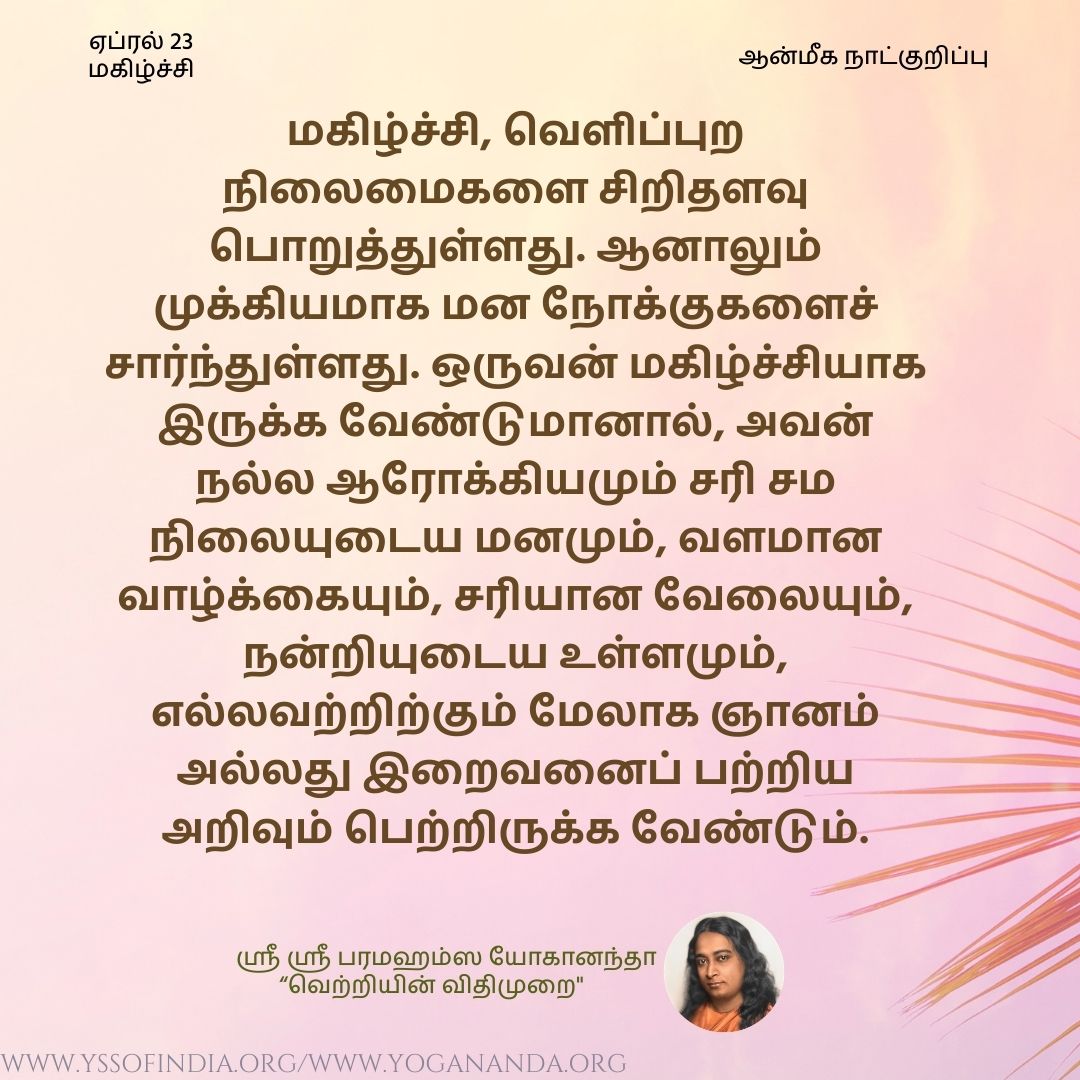 ஏப்ரல் 23
மகிழ்ச்சி
ஆன்மீக நாட்குறிப்பு
மகிழ்ச்சி, வெளிப்புற
நிலைமைகளை சிறிதளவு
பொறுத்துள்ளது. ஆனாலும்
முக்கியமாக மன நோக்குகளைச்
சார்ந்துள்ளது. ஒருவன் மகிழ்ச்சியாக
இருக்க வேண்டுமானால், அவன்
நல்ல ஆரோக்கியமும் சரி சம
நிலையுடைய மனமும், வளமான
வாழ்க்கையும், சரியான வேலையும்,
நன்றியுடைய உள்ளமும்,
எல்லவற்றிற்கும் மேலாக ஞானம்
அல்லது இறைவனைப் பற்றிய
அறிவும் பெற்றிருக்க வேண்டும்.
ஸ்ரீ ஸ்ரீ பரமஹம்ஸ யோகானந்தா
“வெற்றியின் விதிமுறை"
WWW.YSSOFINDIA.ORG/WWW.YOGANANDA.ORG